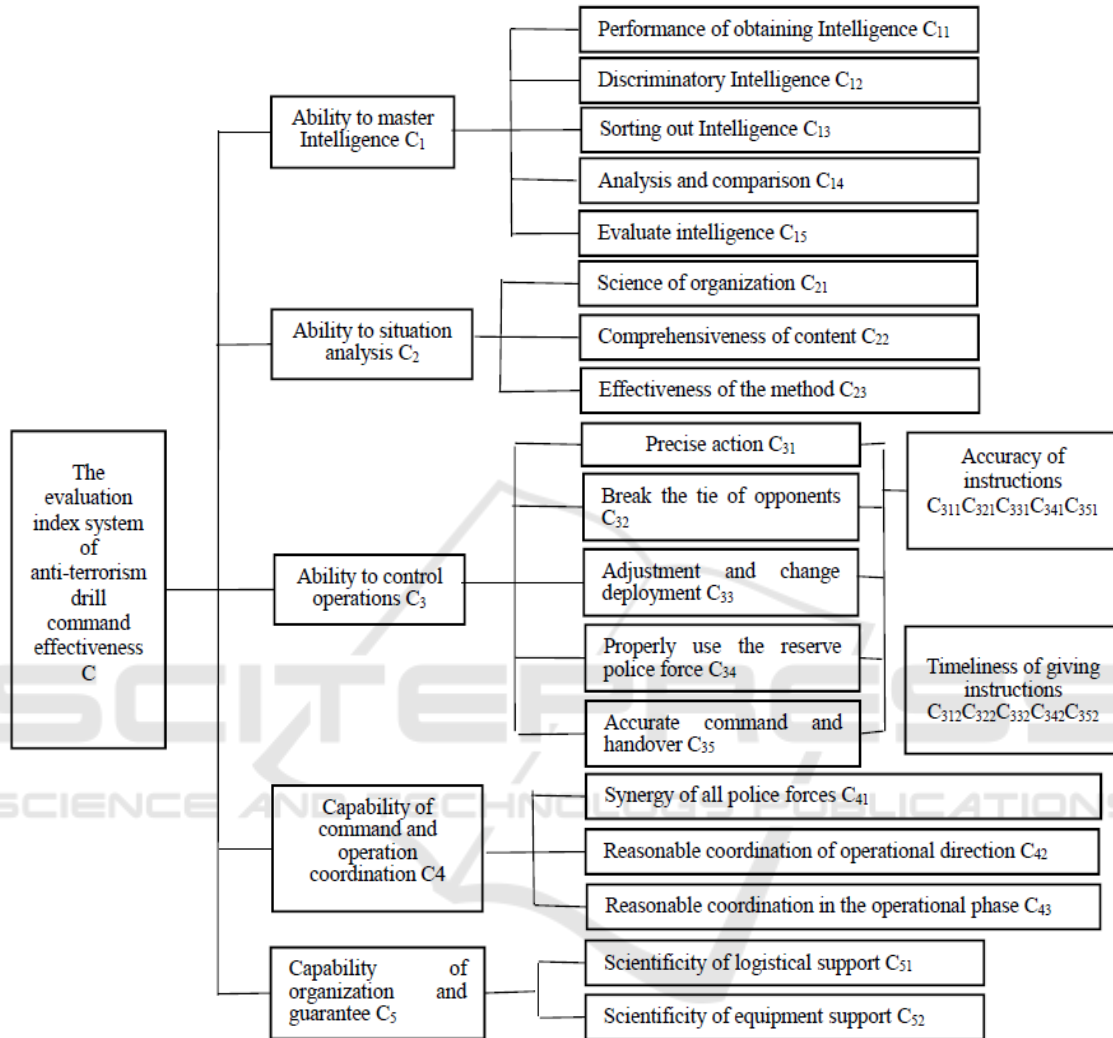 The
evaluation
index system
of
anti-terrorism
drill
command
effectiveness
C
Ability to master
Intelligence C₁
Performance of obtaining Intelligence C₁₁
Discriminatory Intelligence C₁₂
Sorting out Intelligence C₁₃
Analysis and comparison C₁₄
Evaluate intelligence C₁₅
Ability to situation
analysis C₂
Science of organization C₂₁
Comprehensiveness of content C₂₂
Effectiveness of the method C₂₃
Ability to control
operations C₃
Precise action C₃₁
Break the tie of opponents
C₃₂
Adjustment and change
deployment C₃₃
Properly use the reserve
police force C₃₄
Accurate command and
handover C₃₅
Accuracy of
instructions
C₃₁₁C₃₂₁C₃₃₁C₃₄₁C₃₅₁
Timeliness of giving
instructions
C₃₁₂C₃₂₂C₃₃₂C₃₄₂C₃₅₂
Capability of
command and
operation
coordination C4
Synergy of all police forces C₄₁
Reasonable coordination of operational direction C₄₂
Reasonable coordination in the operational phase C₄₃
Capability of
organization and
guarantee C₅
Scientificity of logistical support C₅₁
Scientificity of equipment support C₅₂
SCITEPRESS
SCIENCE AND TECHNOLOGY PUBLICATIONS